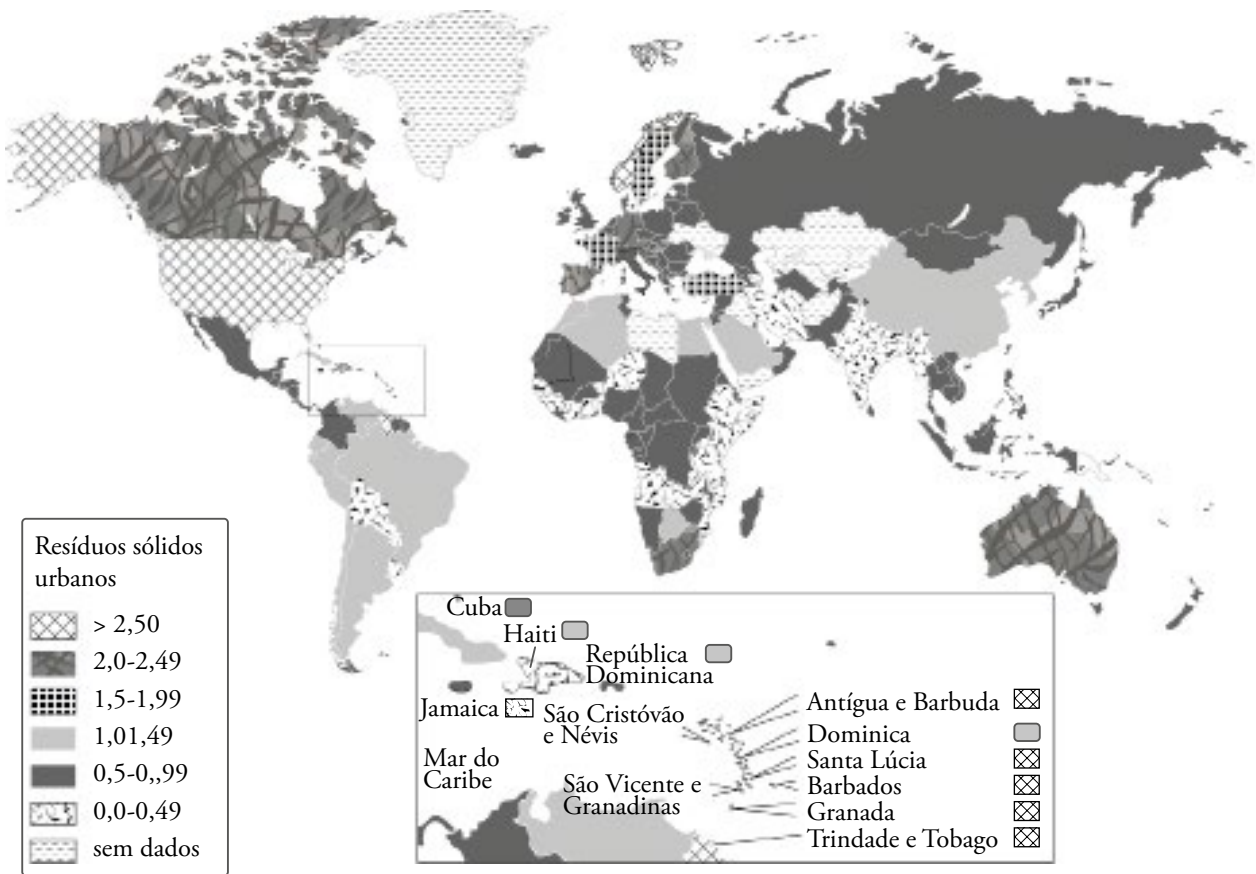 Resíduos sólidos
urbanos
> 2,50
2,0-2,49
1,5-1,99
1,01,49
0,5-0,,99
0,0-0,49
sem dados
Cuba
Haiti
República
Dominicana
Jamaica
São Cristóvão
e Névis
Mar do
Caribe
São Vicente e
Granadinas
Antígua e Barbuda
Dominica
Santa Lúcia
Barbados
Granada
Trindade e Tobago